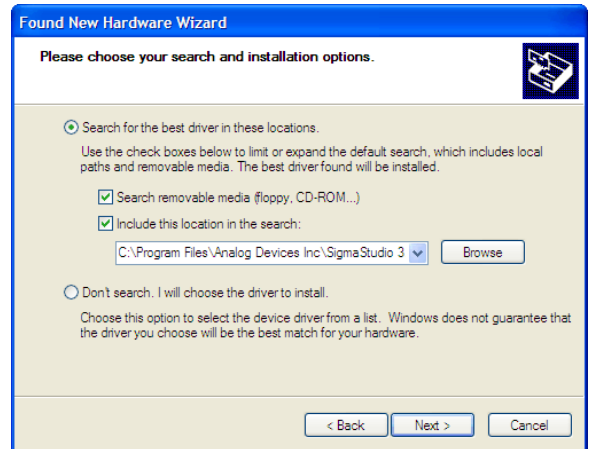 Found New Hardware Wizard
Please choose your search and installation options.
Search for the best driver in these locations.
Use the check boxes below to limit or expand the default search, which includes local
paths and removable media. The best driver found will be installed.
Search removable media (floppy, CD-ROM...)
Include this location in the search:
C:\Program Files\Analog Devices Inc\SigmaStudio 3
Browse
Don't search. I will choose the driver to install.
Choose this option to select the device driver from a list. Windows does not guarantee that
the driver you choose will be the best match for your hardware.
< Back
Next >
Cancel